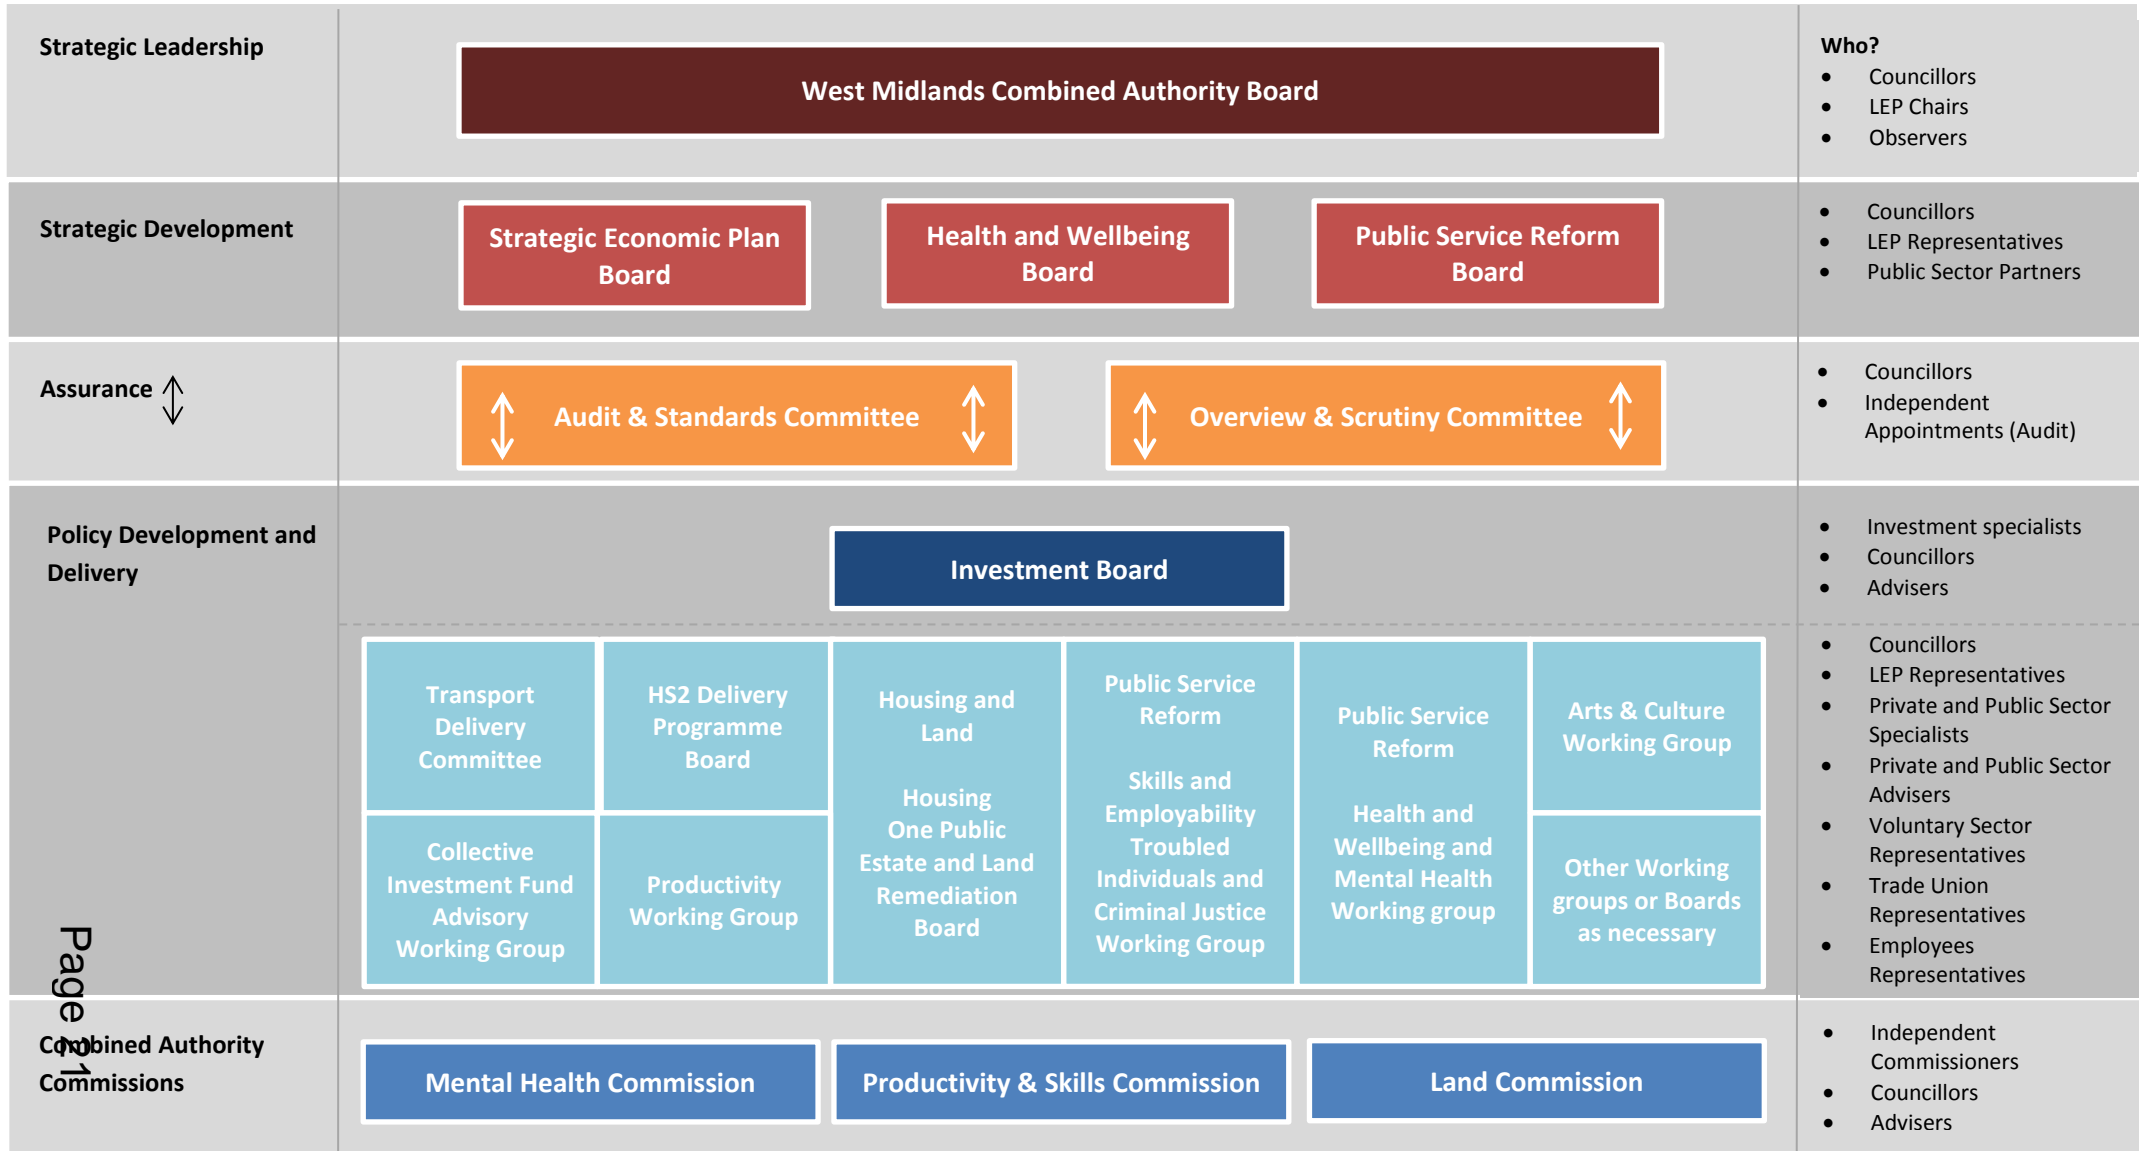 Strategic Leadership
West Midlands Combined Authority Board
Who?
• Councillors
• LEP Chairs
• Observers
Strategic Development
Strategic Economic Plan
Board
Health and Wellbeing
Board
Public Service Reform
Board
• Councillors
• LEP Representatives
• Public Sector Partners
Assurance
Audit & Standards Committee
Overview & Scrutiny Committee
• Councillors
• Independent
Appointments (Audit)
Policy Development and
Delivery
Investment Board
• Investment specialists
• Councillors
• Advisers
Transport
Delivery
Committee
HS2 Delivery
Programme
Board
Collective
Investment Fund
Advisory
Working Group
Productivity
Working Group
Housing and
Land
Housing
One Public
Estate and Land
Remediation
Board
Public Service
Reform
Skills and
Employability
Troubled
Individuals and
Criminal Justice
Working Group
Public Service
Reform
Health and
Wellbeing and
Mental Health
Working group
Arts & Culture
Working Group
Other Working
groups or Boards
as necessary
• Councillors
• LEP Representatives
• Private and Public Sector
Specialists
• Private and Public Sector
Advisers
• Voluntary Sector
Representatives
• Trade Union
Representatives
• Employees
Representatives
Combined Authority
Commissions
Mental Health Commission
Productivity & Skills Commission
Land Commission
• Independent
Commissioners
• Councillors
• Advisers
Page 21